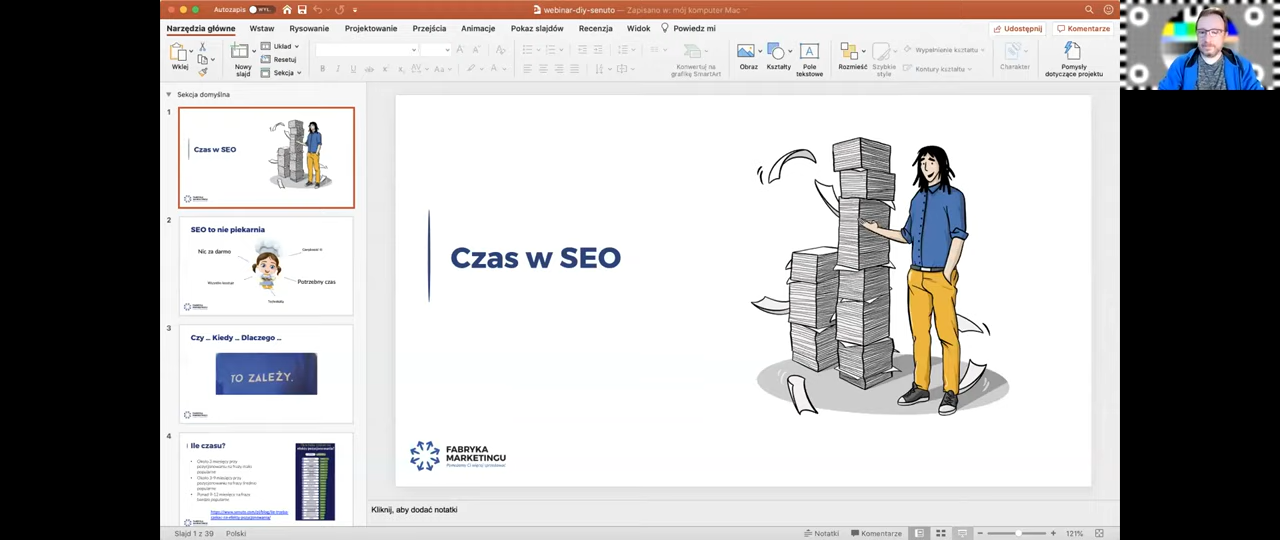 Autozapis WYŁ.
webinar-diy-senuto — Zapisano w: mój komputer Mac
Narzędzia główne Wstaw Rysowanie Projektowanie Przejścia Animacje Pokaz slajdów Recenzja Widok Powiedz mi Udostępnij Komentarze
Wklej
Nowy slajd
Układ
Resetuj
Sekcja
Konwertuj na grafikę SmartArt
Obraz
Kształty
Pole tekstowe
Rozmieść
Szybkie style
Wypełnienie kształtu
Kontury kształtu
Charakter
Pomysły dotyczące projektu
Sekcja domyślna
1
Czas w SEO
FABRYKA MARKETINGU
2
SEO to nie piekarnia
Nic za darmo
Potrzebny czas
3
Czy ... Kiedy ... Dlaczego ...
TO ZALEŻY.
4
Ile czasu?
Czas w SEO
FABRYKA
MARKETINGU
Kliknij, aby dodać notatki
Slajd 1 z 39 Polski Notatki Komentarze 121%